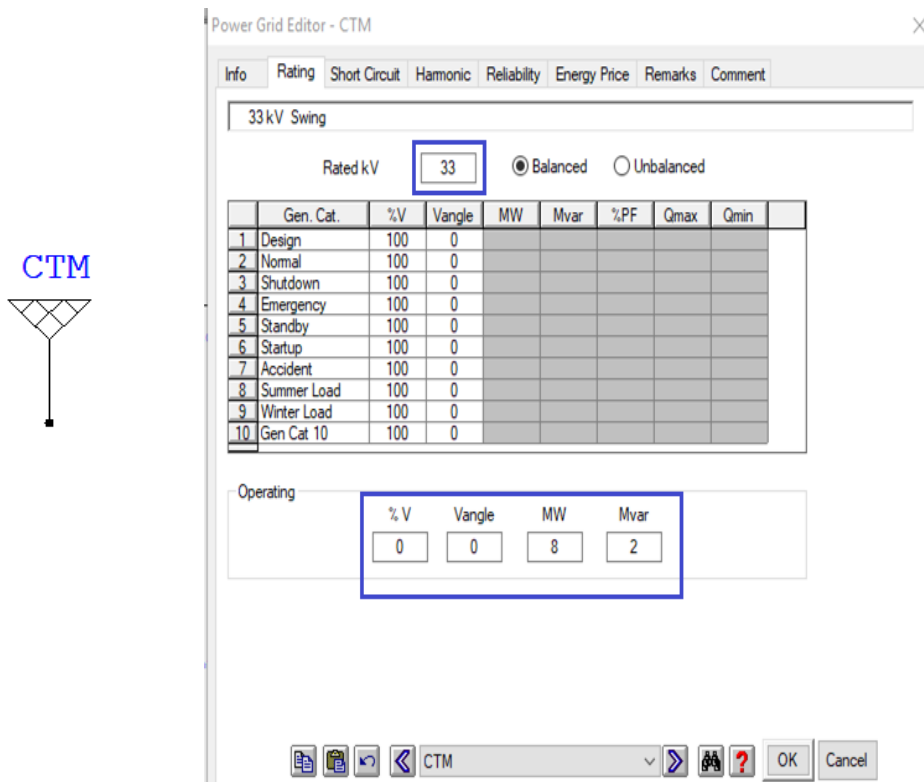 Power Grid Editor - CTM
Info Rating Short Circuit Harmonic Reliability Energy Price Remarks Comment
33 kV Swing
Rated kV 33 Balanced Unbalanced
Gen. Cat. %V Vangle MW Mvar %PF Qmax Qmin
1 Design 100 0
2 Normal 100 0
3 Shutdown 100 0
CTM
4 Emergency 100 0
5 Standby 100 0
6 Startup 100 0
7 Accident 100 0
8 Summer Load 100 0
9 Winter Load 100 0
10 Gen Cat 10 100 0
Operating
% V Vangle MW Mvar
0 0 8 2
CTM ? OK Cancel